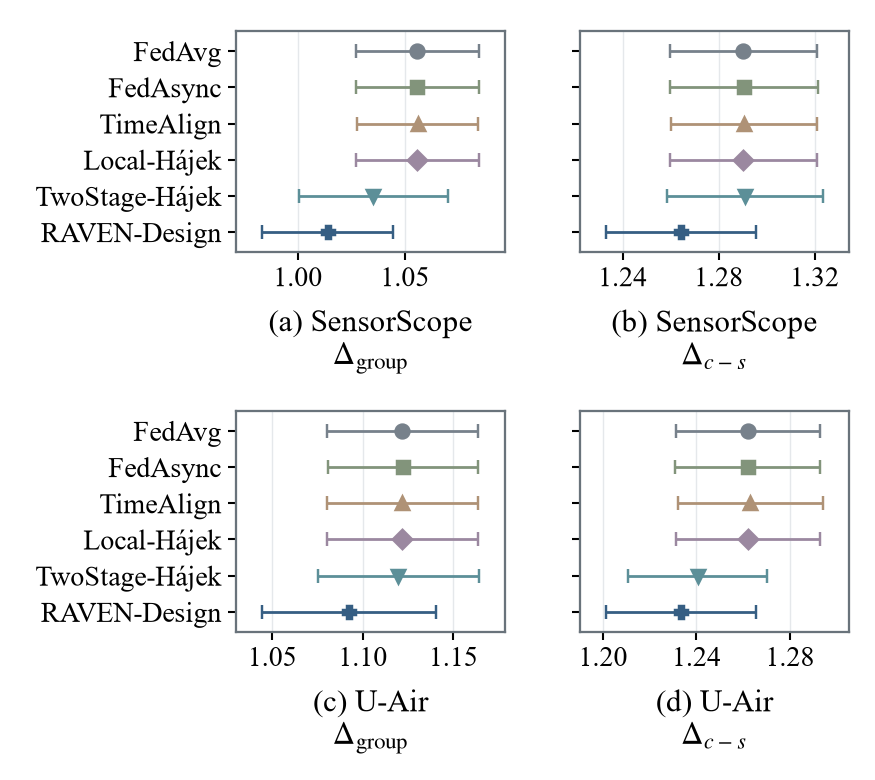 FedAvg
FedAsync
TimeAlign
Local-Hájek
TwoStage-Hájek
RAVEN-Design
1.00 1.05
1.24 1.28 1.32
(a) SensorScope
Δgroup
(b) SensorScope
Δc − s
FedAvg
FedAsync
TimeAlign
Local-Hájek
TwoStage-Hájek
RAVEN-Design
1.05 1.10 1.15
1.20 1.24 1.28
(c) U-Air
Δgroup
(d) U-Air
Δc − s